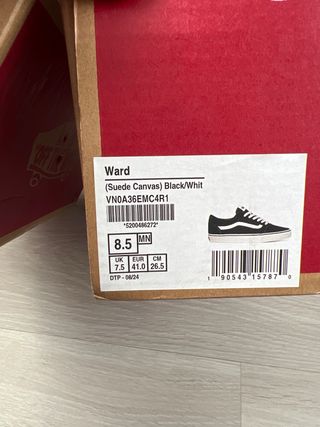 Ward
(Suede Canvas) Black/Whit
VN0A36EMC4R1
*5200486272*
8.5 MN
UK EUR CM
7.5 41.0 26.5
DTP - 08/24
1 90543 15787 0